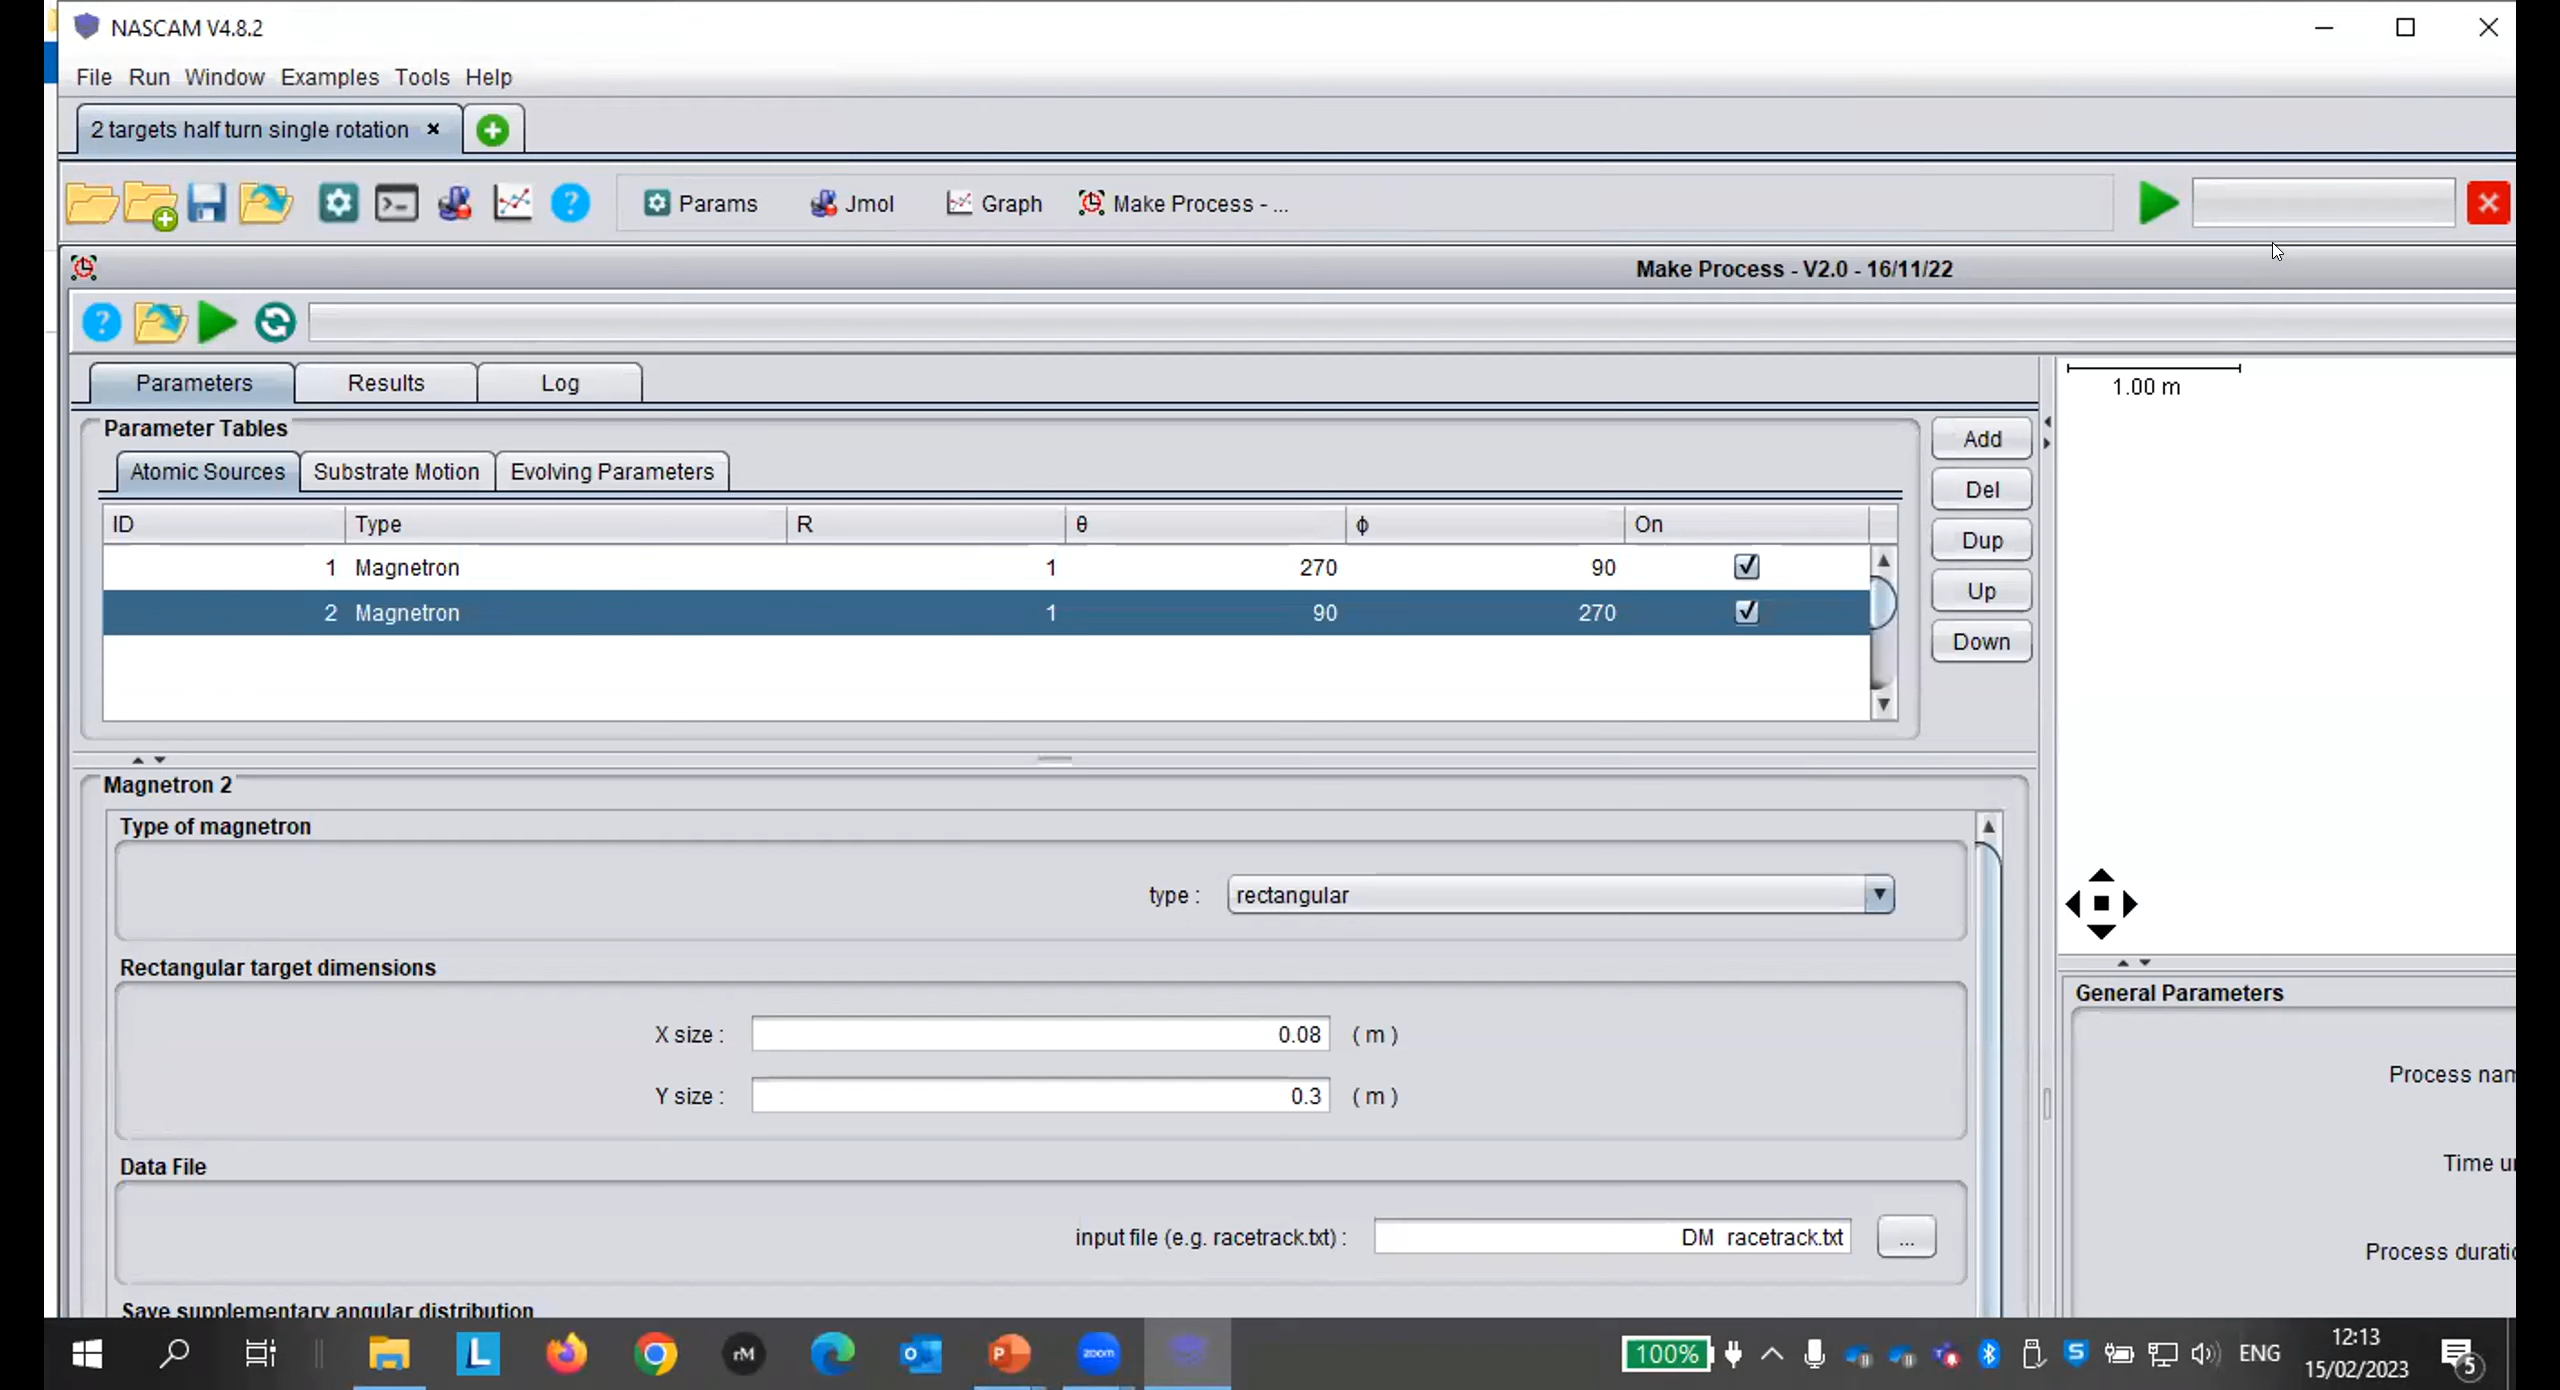 NASCAM V4.8.2
File Run Window Examples Tools Help
2 targets half turn single rotation
Params Jmol Graph Make Process - ...
Make Process - V2.0 - 16/11/22
Parameters Results Log
1.00 m
Parameter Tables
Atomic Sources Substrate Motion Evolving Parameters
ID Type R θ ϕ On
1 Magnetron 1 270 90
2 Magnetron 1 90 270
Add
Del
Dup
Up
Down
Magnetron 2
Type of magnetron
type : rectangular
Rectangular target dimensions
X size : 0.08 ( m )
Y size : 0.3 ( m )
Data File
input file (e.g. racetrack.txt) : DM racetrack.txt ...
Save supplementary angular distribution
General Parameters
Process nam
Time u
Process duratio
L rM zoom 100% S ENG
12:13
15/02/2023
5